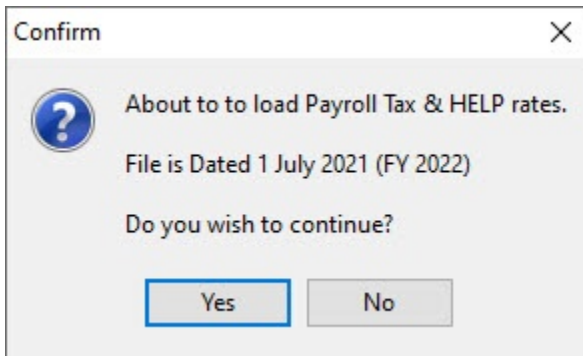 Confirm
About to to load Payroll Tax & HELP rates.
File is Dated 1 July 2021 (FY 2022)
Do you wish to continue?
Yes No